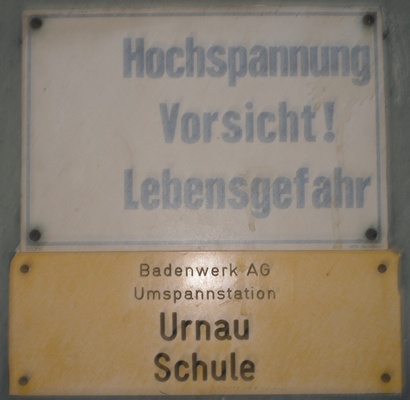 Hochspannung
Vorsicht!
Lebensgefahr
Badenwerk AG
Umspannstation
Urnau
Schule